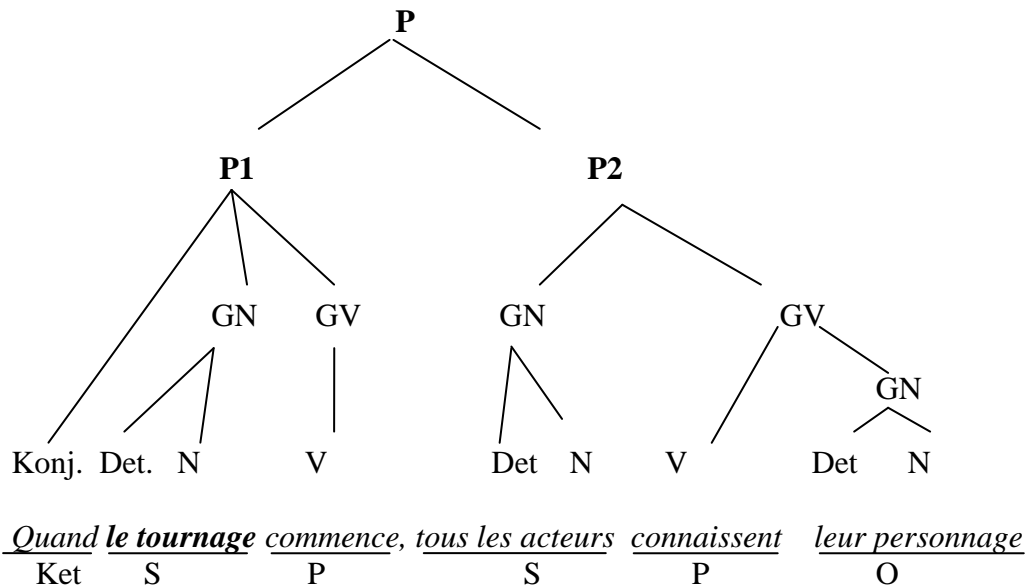 P
P1 P2
GN GV GN GV
GN
Konj. Det. N V Det N V Det N
Quand le tournage commence, tous les acteurs connaissent leur personnage
Ket S P S P O